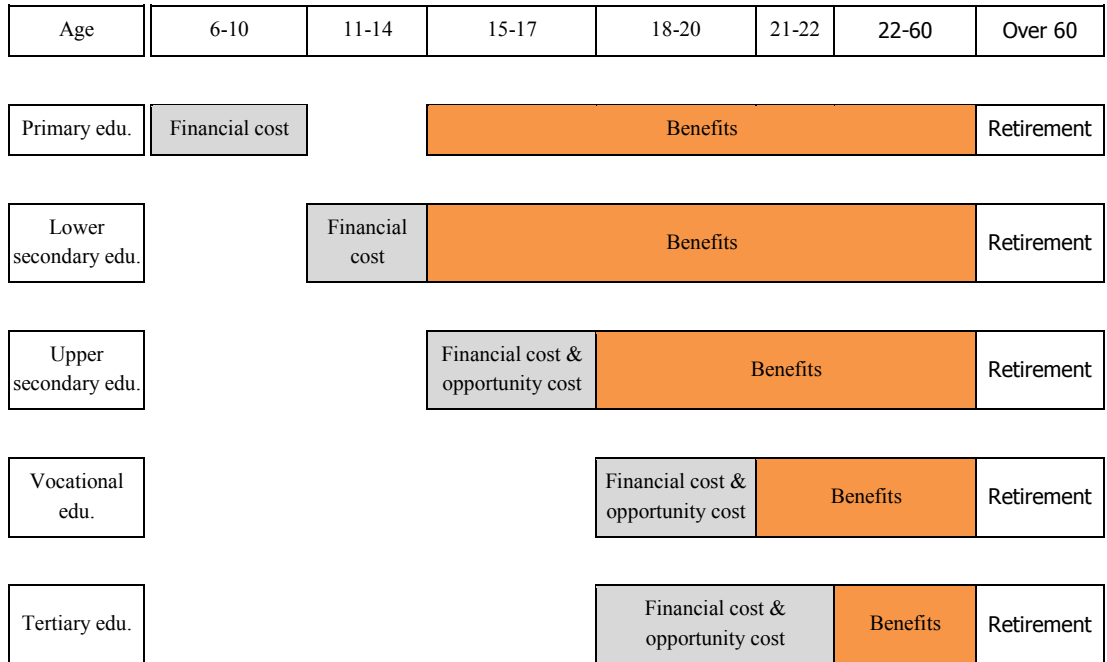 Age 6-10 11-14 15-17 18-20 21-22 22-60 Over 60
Primary edu. Financial cost Benefits Retirement
Lower
secondary edu.
Financial
cost
Benefits
Retirement
Upper
secondary edu.
Financial cost &
opportunity cost
Benefits
Retirement
Vocational
edu.
Financial cost &
opportunity cost
Benefits
Retirement
Tertiary edu.
Financial cost &
opportunity cost
Benefits
Retirement